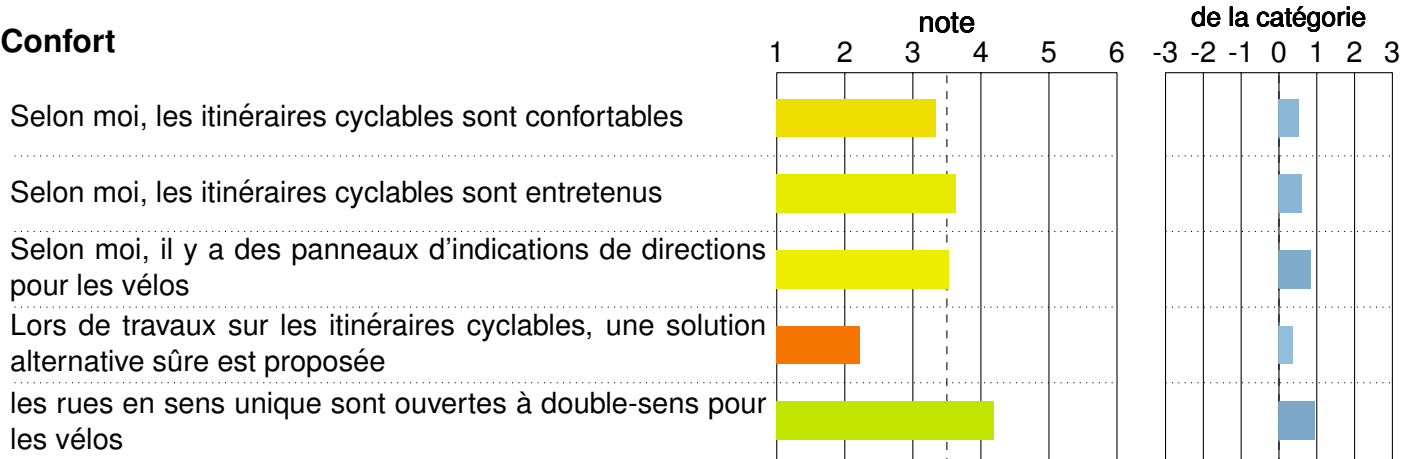 note
de la catégorie
Confort
1 2 3 4 5 6
-3 -2 -1 0 1 2 3
Selon moi, les itinéraires cyclables sont confortables
Selon moi, les itinéraires cyclables sont entretenus
Selon moi, il y a des panneaux d'indications de directions
pour les vélos
Lors de travaux sur les itinéraires cyclables, une solution
alternative sûre est proposée
les rues en sens unique sont ouvertes à double-sens pour
les vélos